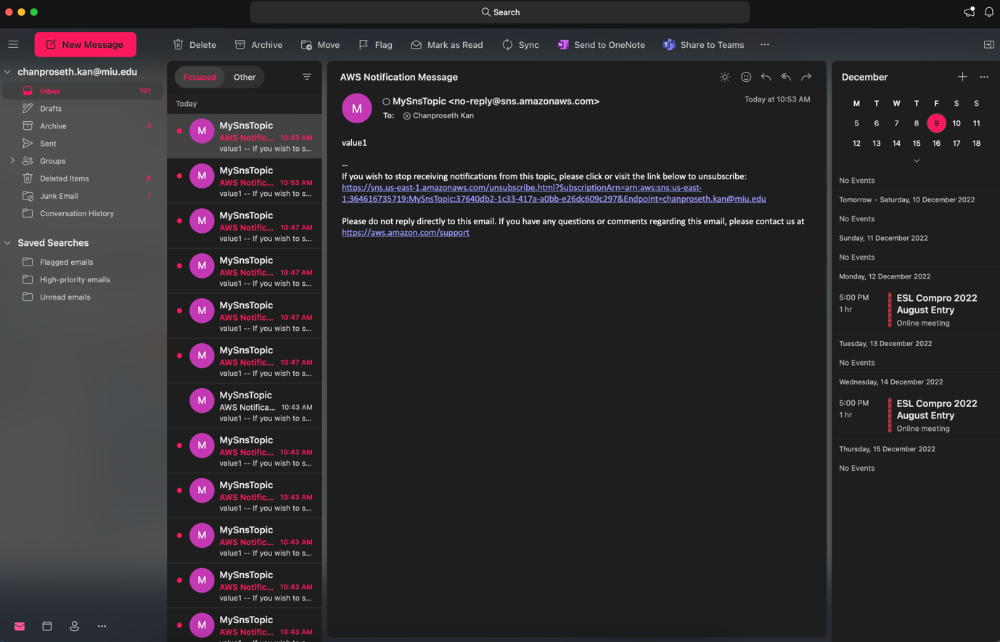 Search
New Message
Delete
Archive
Move
Flag
Mark as Read
Sync
Send to OneNote
Share to Teams
chanproseth.kan@miu.edu
Inbox 101
Drafts
Archive 2
Sent
Groups
Deleted Items 8
Junk Email 1
Conversation History
Saved Searches
Flagged emails
High-priority emails
Unread emails
Focused Other
Today
M
MySnsTopic
AWS Notific... 10:53 AM
value1 -- If you wish to s...
M
MySnsTopic
AWS Notific... 10:53 AM
value1 -- If you wish to s...
M
MySnsTopic
AWS Notific... 10:47 AM
value1 -- If you wish to s...
M
MySnsTopic
AWS Notific... 10:47 AM
value1 -- If you wish to s...
M
MySnsTopic
AWS Notific... 10:47 AM
value1 -- If you wish to s...
M
MySnsTopic
AWS Notific... 10:47 AM
value1 -- If you wish to s...
M
MySnsTopic
AWS Notifica... 10:43 AM
value1 -- If you wish to s...
M
MySnsTopic
AWS Notific... 10:43 AM
value1 -- If you wish to s...
M
MySnsTopic
AWS Notific... 10:43 AM
value1 -- If you wish to s...
M
MySnsTopic
AWS Notific... 10:43 AM
value1 -- If you wish to s...
M
MySnsTopic
AWS Notific... 10:43 AM
value1 -- If you wish to s...
M
MySnsTopic
AWS Notific... 10:43 AM
AWS Notification Message
M
MySnsTopic <no-reply@sns.amazonaws.com>
Today at 10:53 AM
To: Chanproseth Kan
value1
--
If you wish to stop receiving notifications from this topic, please click or visit the link below to unsubscribe:
https://sns.us-east-1.amazonaws.com/unsubscribe.html?SubscriptionArn=arn:aws:sns:us-east-
1:364616735719:MySnsTopic:37640db2-1c33-417a-a0bb-e26dc609c297&Endpoint=chanproseth.kan@miu.edu
Please do not reply directly to this email. If you have any questions or comments regarding this email, please contact us at
https://aws.amazon.com/support
December
M T W T F S S
5 6 7 8 9 10 11
12 13 14 15 16 17 18
No Events
Tomorrow · Saturday, 10 December 2022
No Events
Sunday, 11 December 2022
No Events
Monday, 12 December 2022
5:00 PM
1 hr
ESL Compro 2022
August Entry
Online meeting
Tuesday, 13 December 2022
No Events
Wednesday, 14 December 2022
5:00 PM
1 hr
ESL Compro 2022
August Entry
Online meeting
Thursday, 15 December 2022
No Events